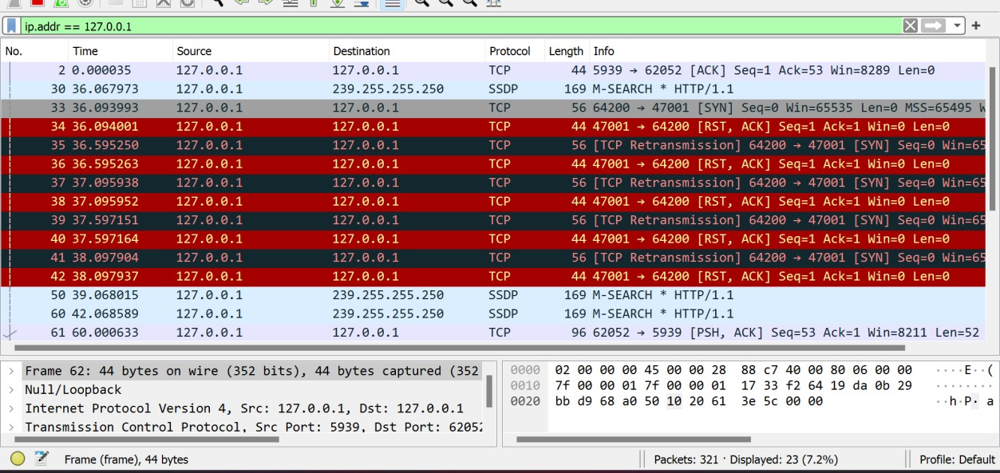 ip.addr == 127.0.0.1
No. Time Source Destination Protocol Length Info
2 0.000035 127.0.0.1 127.0.0.1 TCP 44 5939 → 62052 [ACK] Seq=1 Ack=53 Win=8289 Len=0
30 36.067973 127.0.0.1 239.255.255.250 SSDP 169 M-SEARCH * HTTP/1.1
33 36.093993 127.0.0.1 127.0.0.1 TCP 56 64200 → 47001 [SYN] Seq=0 Win=65535 Len=0 MSS=65495 W
34 36.094001 127.0.0.1 127.0.0.1 TCP 44 47001 → 64200 [RST, ACK] Seq=1 Ack=1 Win=0 Len=0
35 36.595250 127.0.0.1 127.0.0.1 TCP 56 [TCP Retransmission] 64200 → 47001 [SYN] Seq=0 Win=65
36 36.595263 127.0.0.1 127.0.0.1 TCP 44 47001 → 64200 [RST, ACK] Seq=1 Ack=1 Win=0 Len=0
37 37.095938 127.0.0.1 127.0.0.1 TCP 56 [TCP Retransmission] 64200 → 47001 [SYN] Seq=0 Win=65
38 37.095952 127.0.0.1 127.0.0.1 TCP 44 47001 → 64200 [RST, ACK] Seq=1 Ack=1 Win=0 Len=0
39 37.597151 127.0.0.1 127.0.0.1 TCP 56 [TCP Retransmission] 64200 → 47001 [SYN] Seq=0 Win=65
40 37.597164 127.0.0.1 127.0.0.1 TCP 44 47001 → 64200 [RST, ACK] Seq=1 Ack=1 Win=0 Len=0
41 38.097904 127.0.0.1 127.0.0.1 TCP 56 [TCP Retransmission] 64200 → 47001 [SYN] Seq=0 Win=65
42 38.097937 127.0.0.1 127.0.0.1 TCP 44 47001 → 64200 [RST, ACK] Seq=1 Ack=1 Win=0 Len=0
50 39.068015 127.0.0.1 239.255.255.250 SSDP 169 M-SEARCH * HTTP/1.1
60 42.068589 127.0.0.1 239.255.255.250 SSDP 169 M-SEARCH * HTTP/1.1
61 60.000633 127.0.0.1 127.0.0.1 TCP 96 62052 → 5939 [PSH, ACK] Seq=53 Ack=1 Win=8211 Len=52
Frame 62: 44 bytes on wire (352 bits), 44 bytes captured (352
Null/Loopback
Internet Protocol Version 4, Src: 127.0.0.1, Dst: 127.0.0.1
Transmission Control Protocol, Src Port: 5939, Dst Port: 62052
0000 02 00 00 00 45 00 00 28 88 c7 40 00 80 06 00 00 ····E··(
0010 7f 00 00 01 7f 00 00 01 17 33 f2 64 19 da 0b 29 ········
0020 bb d9 68 a0 50 10 20 61 3e 5c 00 00 ··h·P· a
Frame (frame), 44 bytes
Packets: 321 · Displayed: 23 (7.2%)
Profile: Default